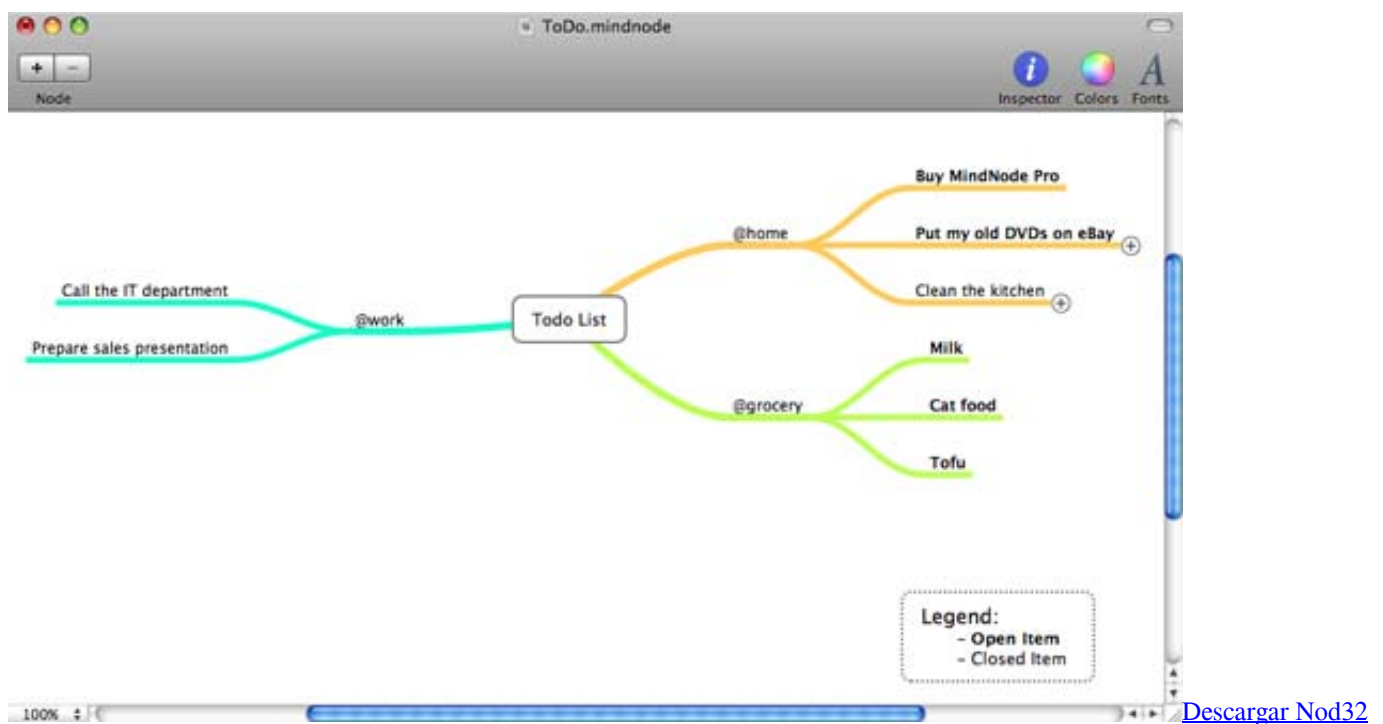 ToDo.mindnode
+ -
Node
Inspector Colors Fonts
Buy MindNode Pro
@home
Put my old DVDs on eBay
Call the IT department
Clean the kitchen
@work
Todo List
Prepare sales presentation
Milk
@grocery
Cat food
Tofu
Legend:
- Open Item
- Closed Item
100%
Descargar Nod32